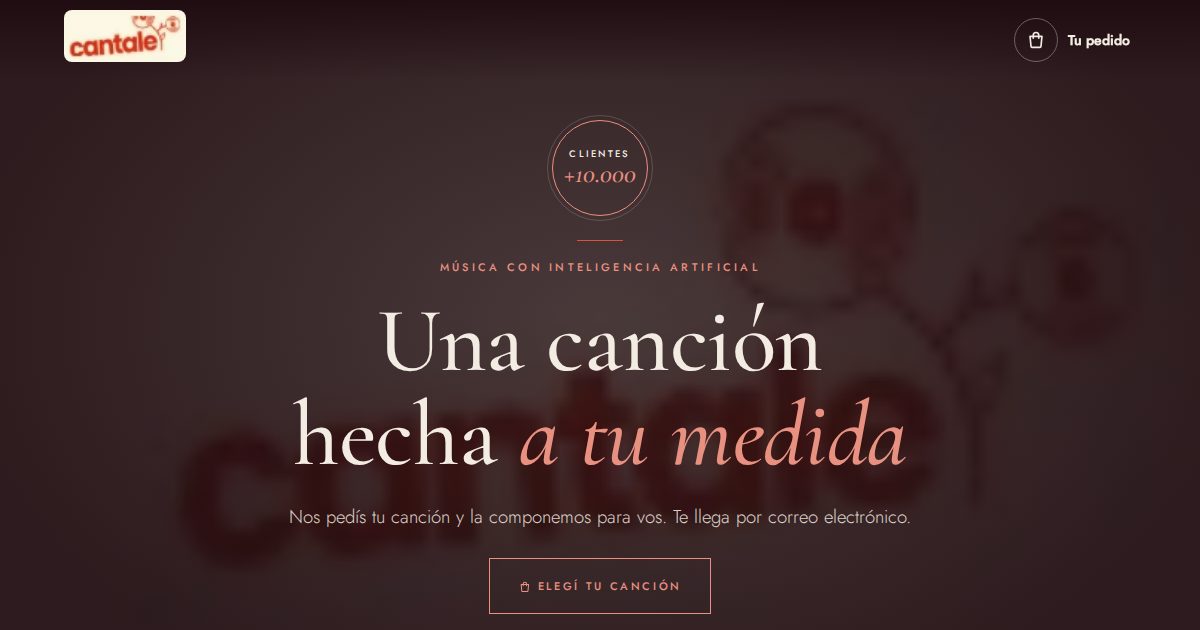 cantale
Tu pedido
CLIENTES
+10.000
MÚSICA CON INTELIGENCIA ARTIFICIAL
Una canción
hecha a tu medida
cantale
Nos pedís tu canción y la componemos para vos. Te llega por correo electrónico.
ELEGÍ TU CANCIÓN